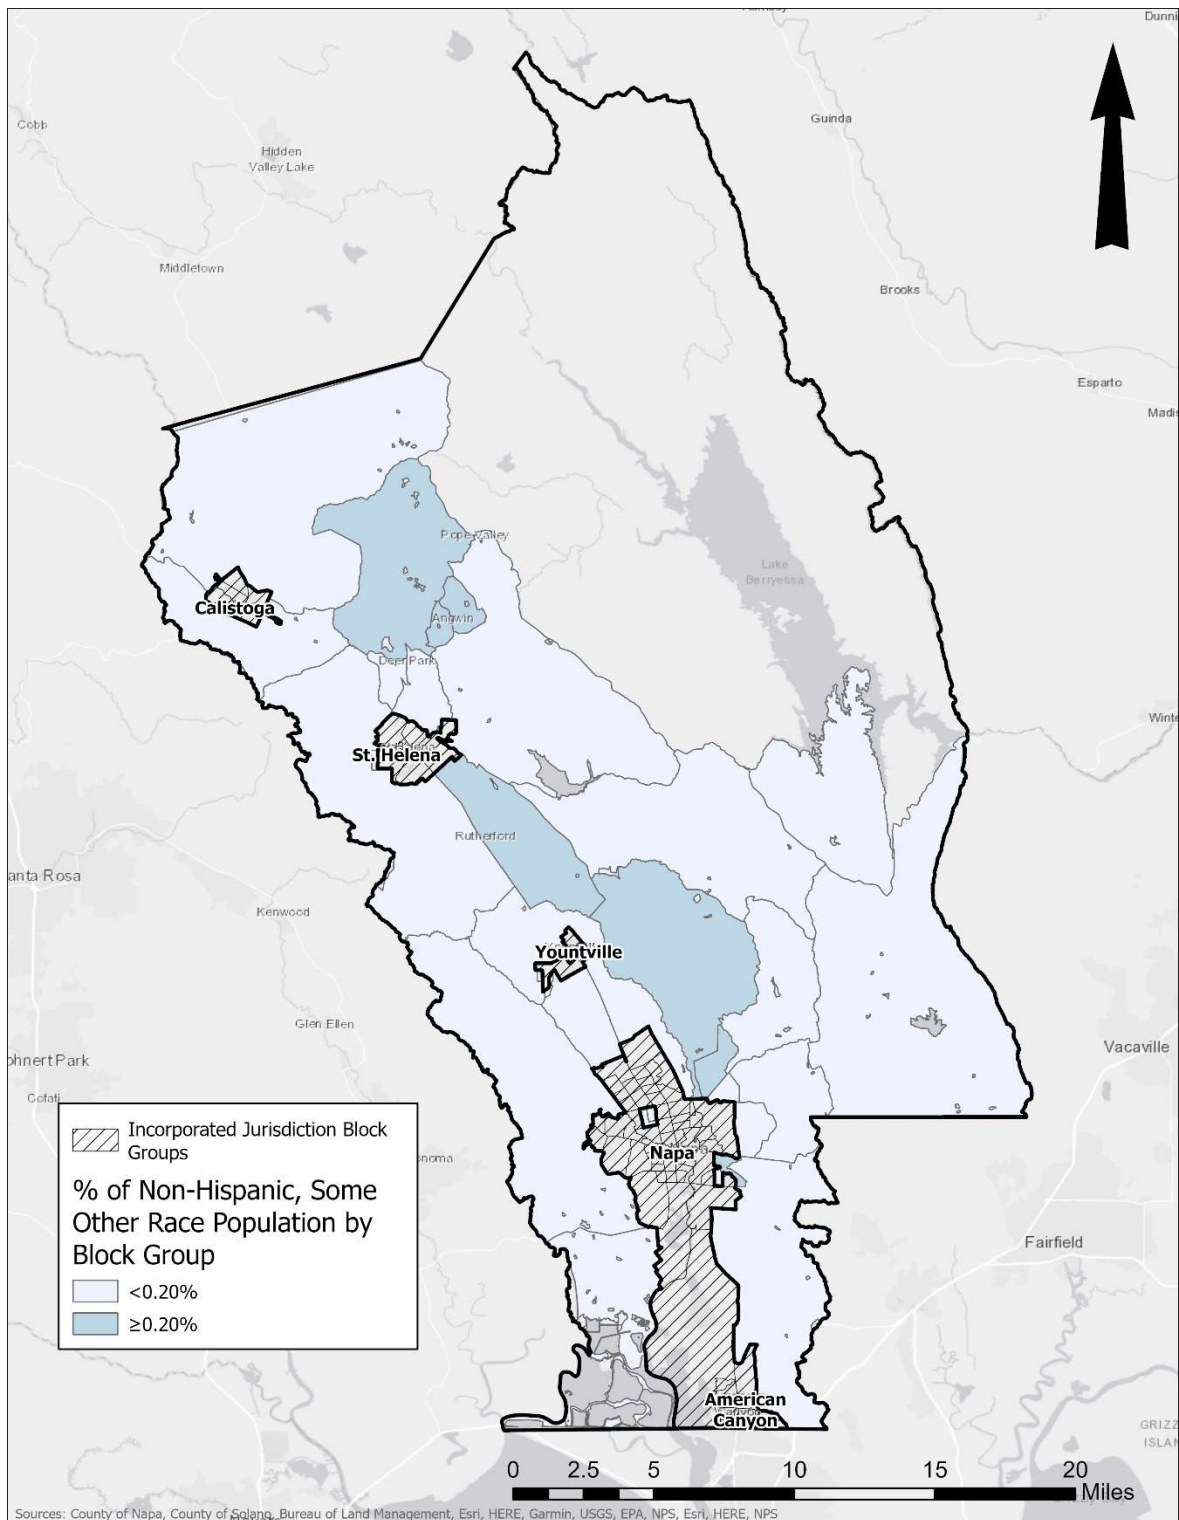 Dunni
Guinda
Cobb
Hidden
Valley Lake
Middletown
Brooks
Esparto
Madis
Pope Valley
Lake
Berryessa
Calistoga
Angwin
Deer Park
Winte
St. Helena
Rutherford
anta Rosa
Kenwood
Yountville
Glen Ellen
Vacaville
ohnert Park
Cotati
Incorporated Jurisdiction Block
Groups
onoma
Napa
% of Non-Hispanic, Some
Other Race Population by
Block Group
Fairfield
<0.20%
≥0.20%
American
Canyon
GRIZZ
ISLAN
0 2.5 5 10 15 20
Miles
Sources: County of Napa, County of Solano, Bureau of Land Management, Esri, HERE, Garmin, USGS, EPA, NPS, Esri, HERE, NPS